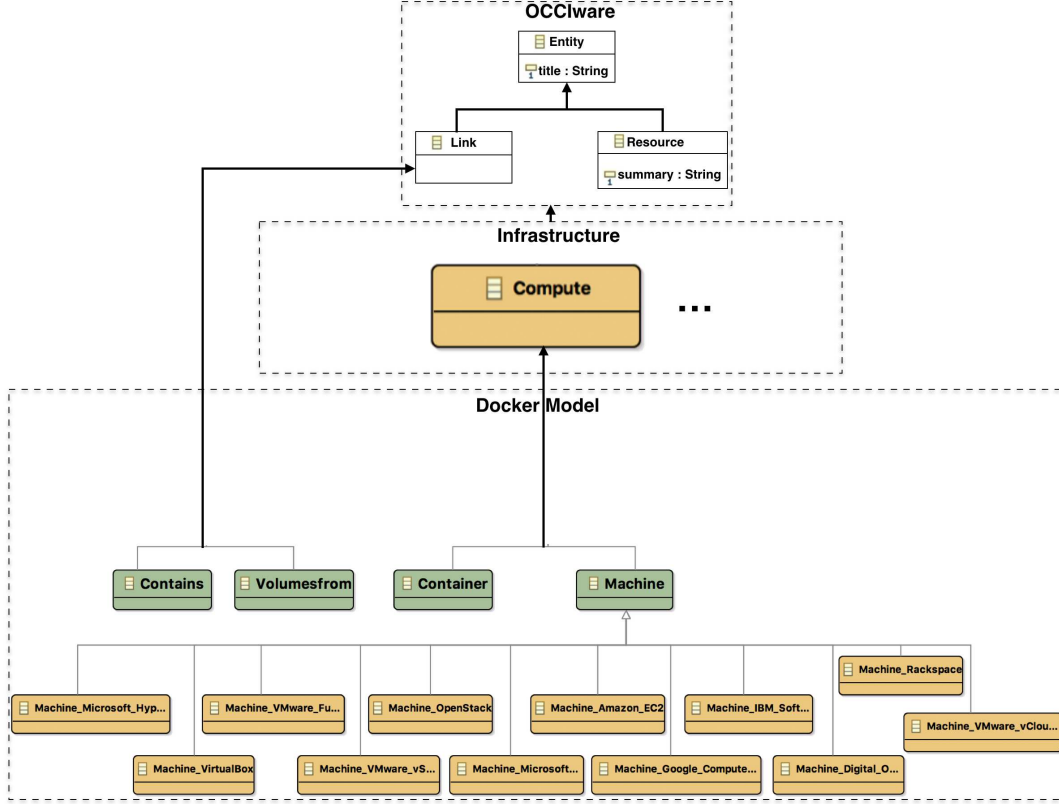 OCCIware
Entity
title : String
Link
Resource
summary : String
Infrastructure
Compute
...
Docker Model
Contains
Volumesfrom
Container
Machine
Machine_Rackspace
Machine_Microsoft_Hyp...
Machine_VMware_Fu...
Machine_OpenStack
Machine_Amazon_EC2
Machine_IBM_Soft...
Machine_VMware_vClou...
Machine_VirtualBox
Machine_VMware_vS...
Machine_Microsoft...
Machine_Google_Compute...
Machine_Digital_O...